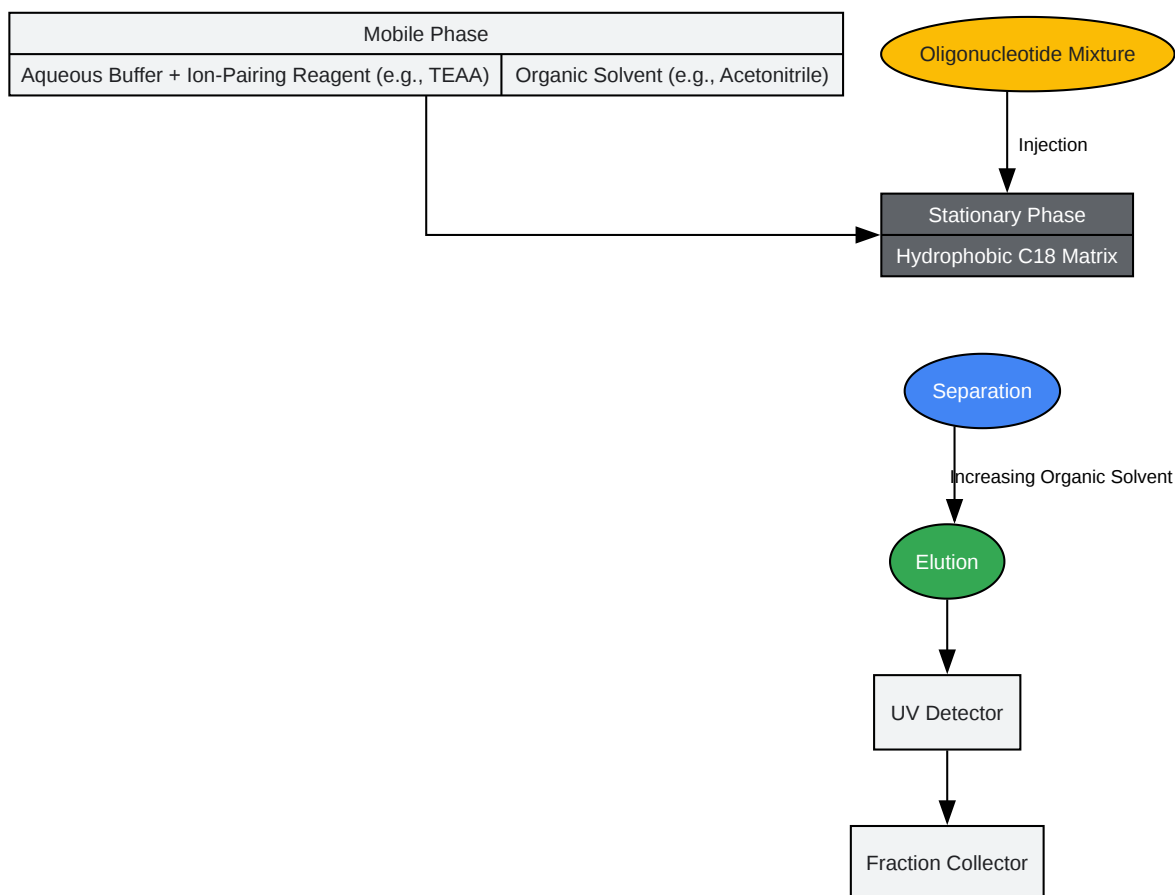 Mobile Phase
Aqueous Buffer + Ion-Pairing Reagent (e.g., TEAA)
Organic Solvent (e.g., Acetonitrile)
Oligonucleotide Mixture
Injection
Stationary Phase
Hydrophobic C18 Matrix
Separation
Increasing Organic Solvent
Elution
UV Detector
Fraction Collector